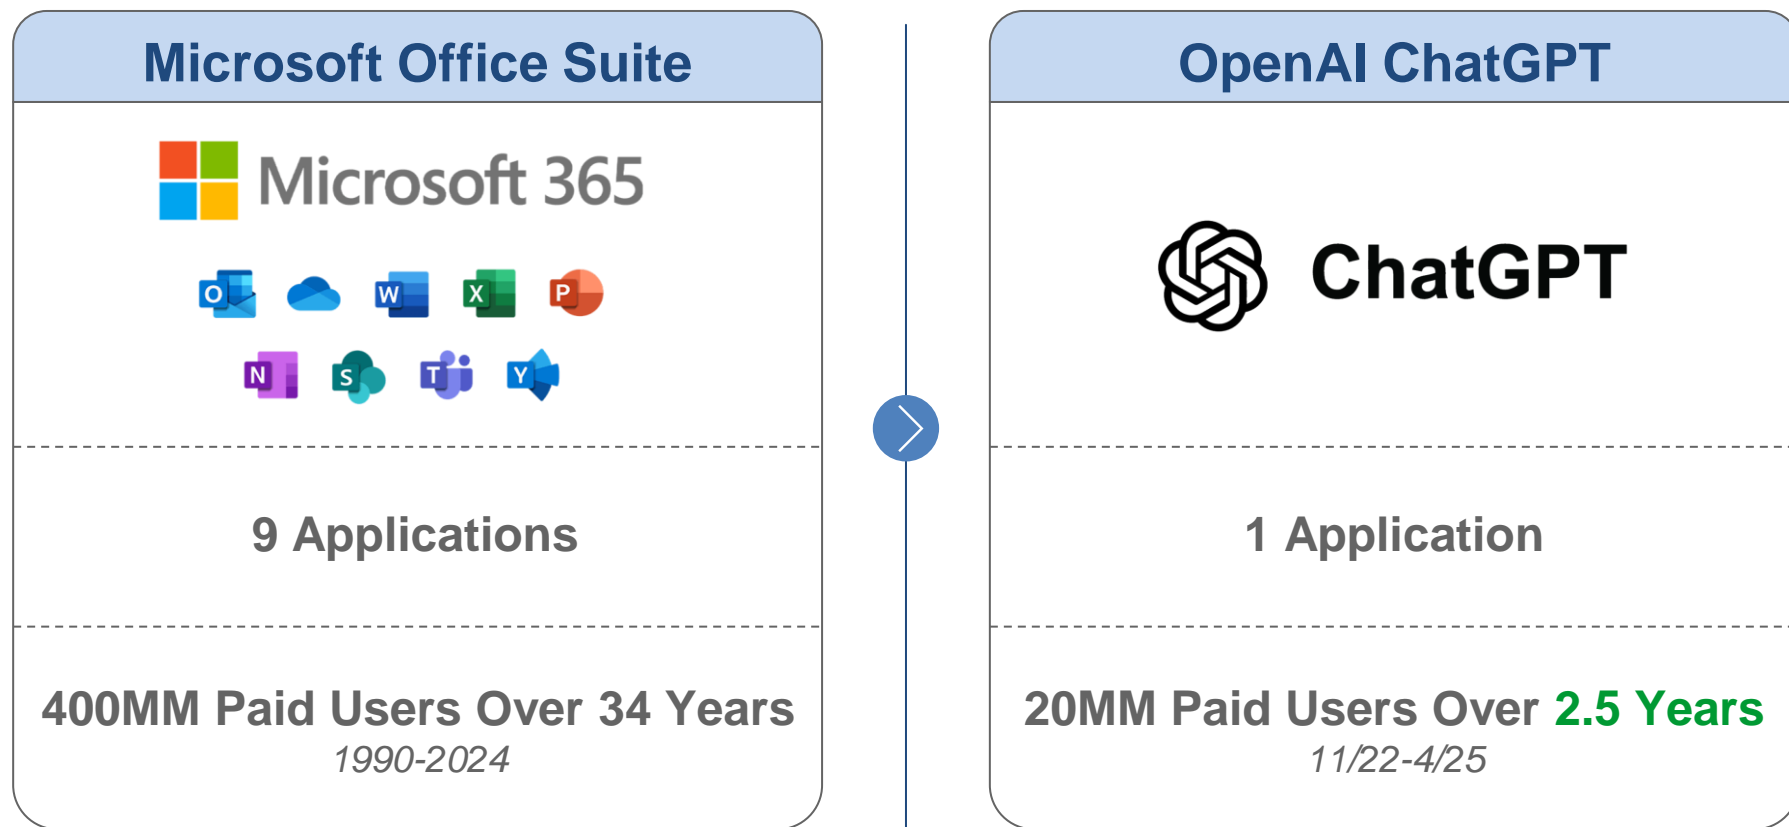 Microsoft Office Suite
Microsoft 365
O
W
X
P
N
S
T
Y
9 Applications
400MM Paid Users Over 34 Years
1990-2024
OpenAI ChatGPT
ChatGPT
1 Application
20MM Paid Users Over 2.5 Years
11/22-4/25